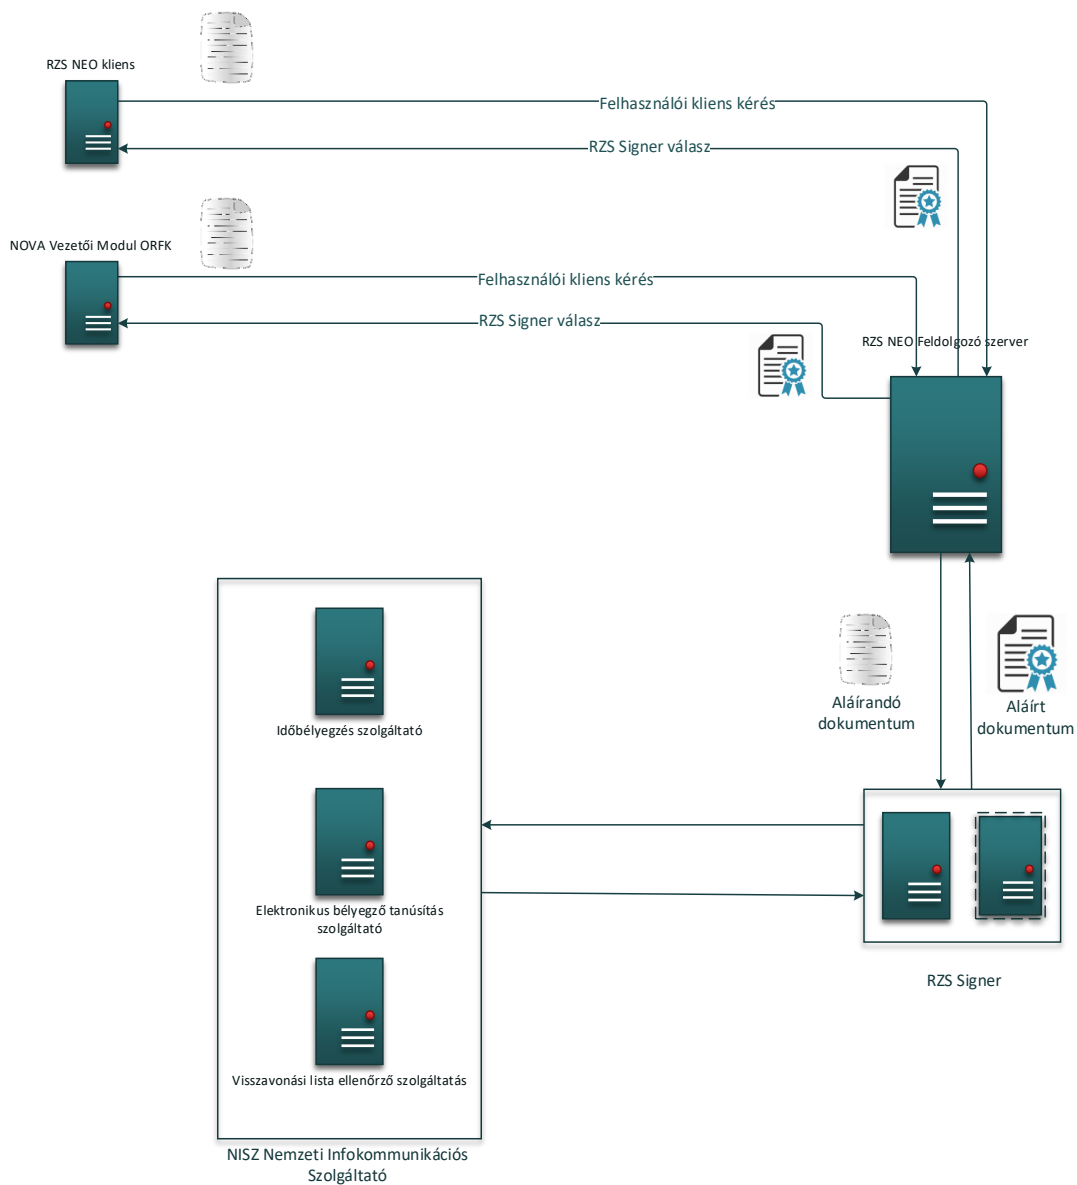 RZS NEO kliens
Felhasználói kliens kérés
RZS Signer válasz
NOVA Vezetői Modul ORFK
Felhasználói kliens kérés
RZS Signer válasz
RZS NEO Feldolgozó szerver
Aláírandó
dokumentum
Aláírt
dokumentum
Időbélyegzés szolgáltató
Elektronikus bélyegző tanúsítás
szolgáltató
RZS Signer
Visszavonási lista ellenőrző szolgáltatás
NISZ Nemzeti Infokommunikációs
Szolgáltató